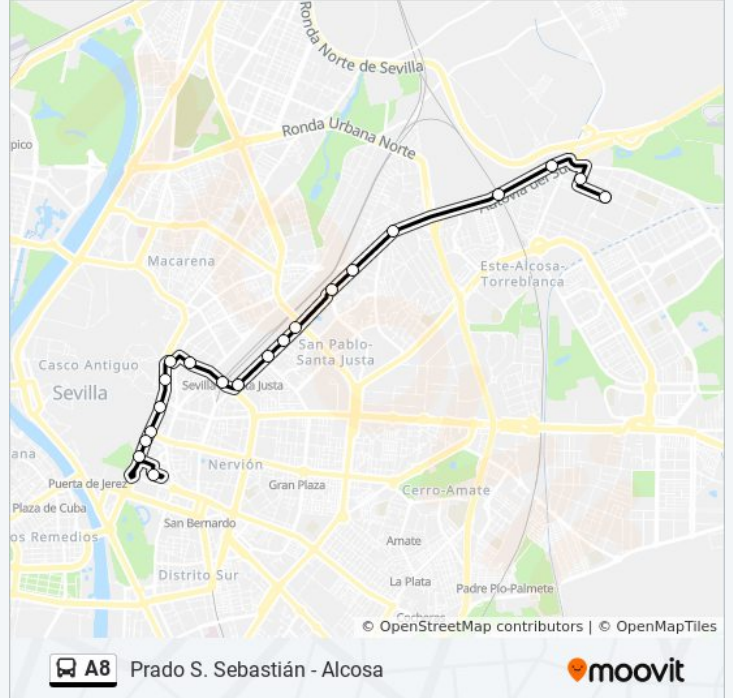 Ronda Norte de Sevilla
Ronda Urbana Norte
pico
Macarena
Este-Alcosa-
Torreblanca
San Pablo-
Santa Justa
Casco Antiguo
Sevilla
Sevilla Justa
ana
Nervión
Puerta de Jerez
Gran Plaza
Cerro-Amate
Plaza de Cuba
San Bernardo
os Remedios
Amate
Distrito Sur
La Plata
Padre Pío-Palmete
© OpenStreetMap contributors | © OpenMapTiles
A8 Prado S. Sebastián - Alcosa
moovit